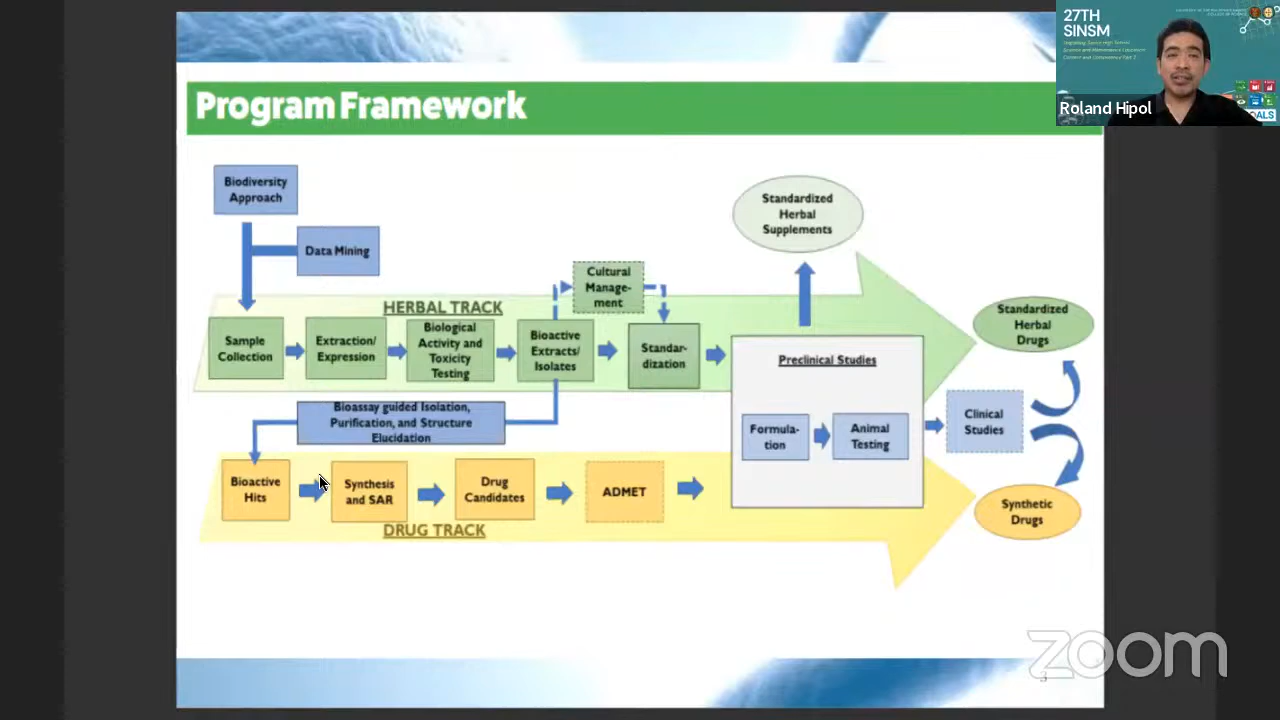 27TH
SINSM
Roland Hipol
Program Framework
Biodiversity
Approach
Data Mining
Standardized
Herbal
Supplements
Cultural
Manage-
ment
HERBAL TRACK
Sample
Collection
Extraction/
Expression
Biological
Activity and
Toxicity
Testing
Bioactive
Extracts/
Isolates
Standar-
dization
Preclinical Studies
Formula-
tion
Animal
Testing
Clinical
Studies
Standardized
Herbal
Drugs
Bioassay guided Isolation,
Purification, and Structure
Elucidation
Bioactive
Hits
Synthesis
and SAR
Drug
Candidates
ADMET
DRUG TRACK
Synthetic
Drugs
zoom
3